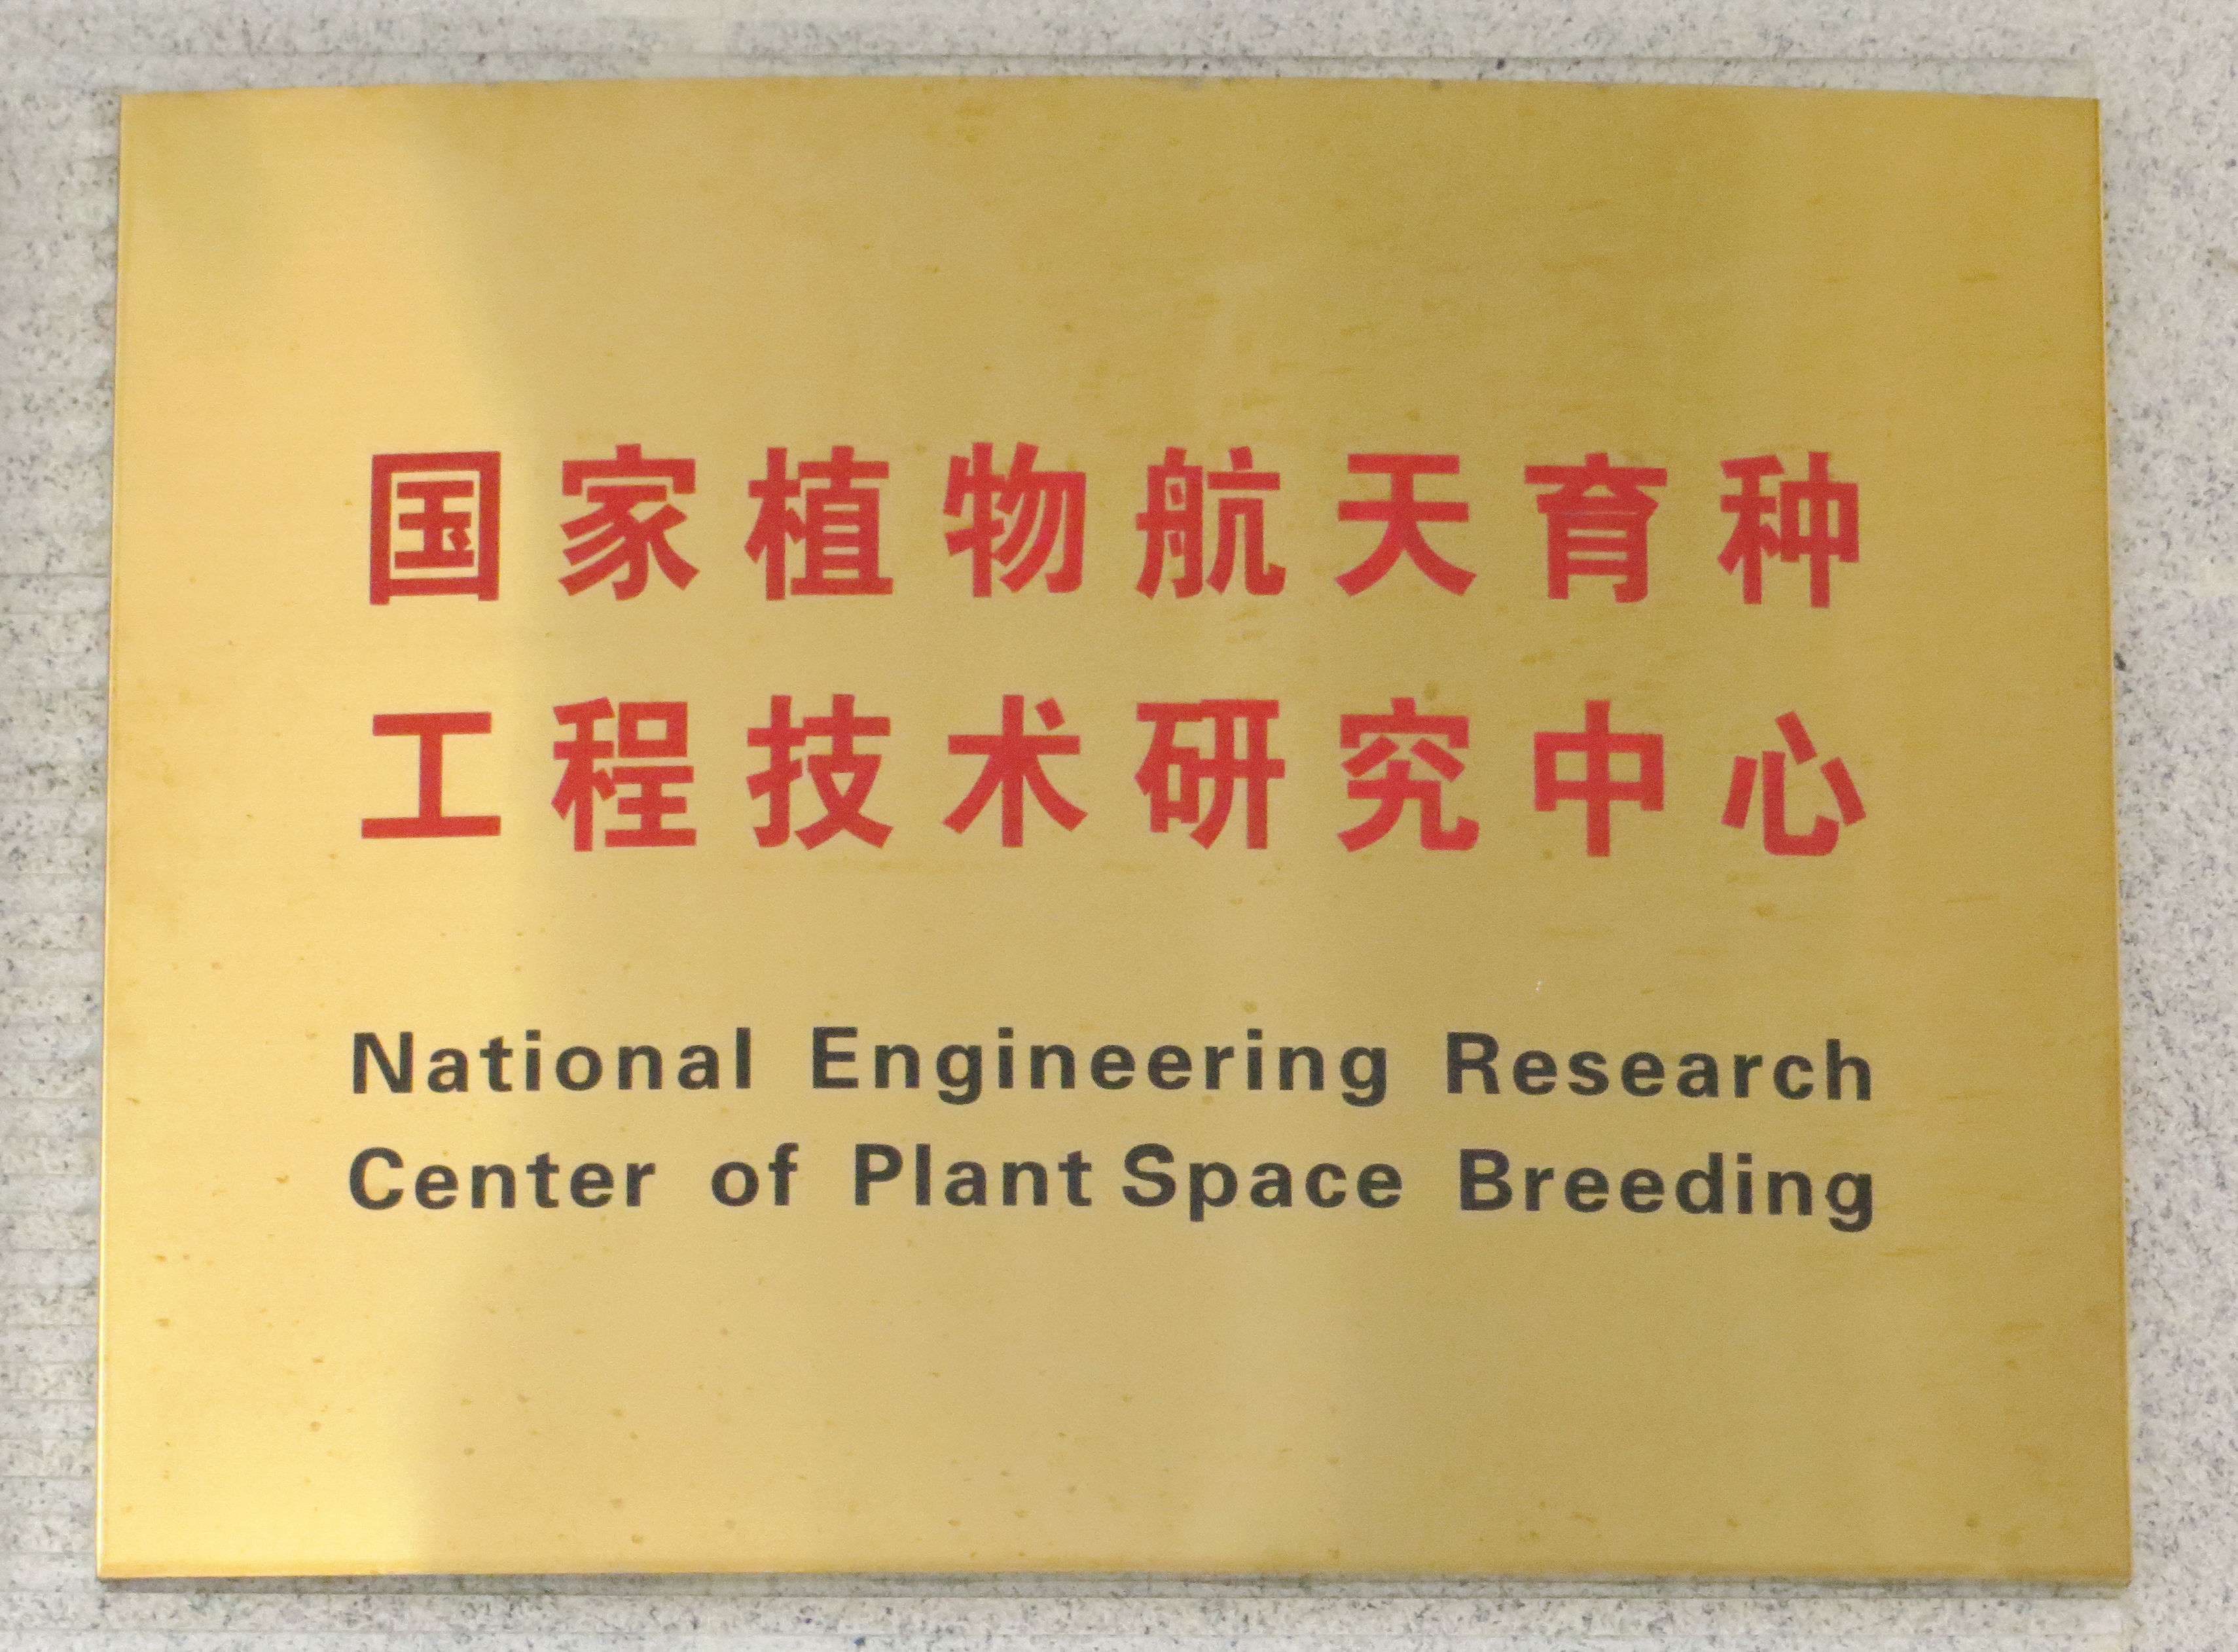 国家植物航天育种
工程技术研究中心
National Engineering Research
Center of Plant Space Breeding